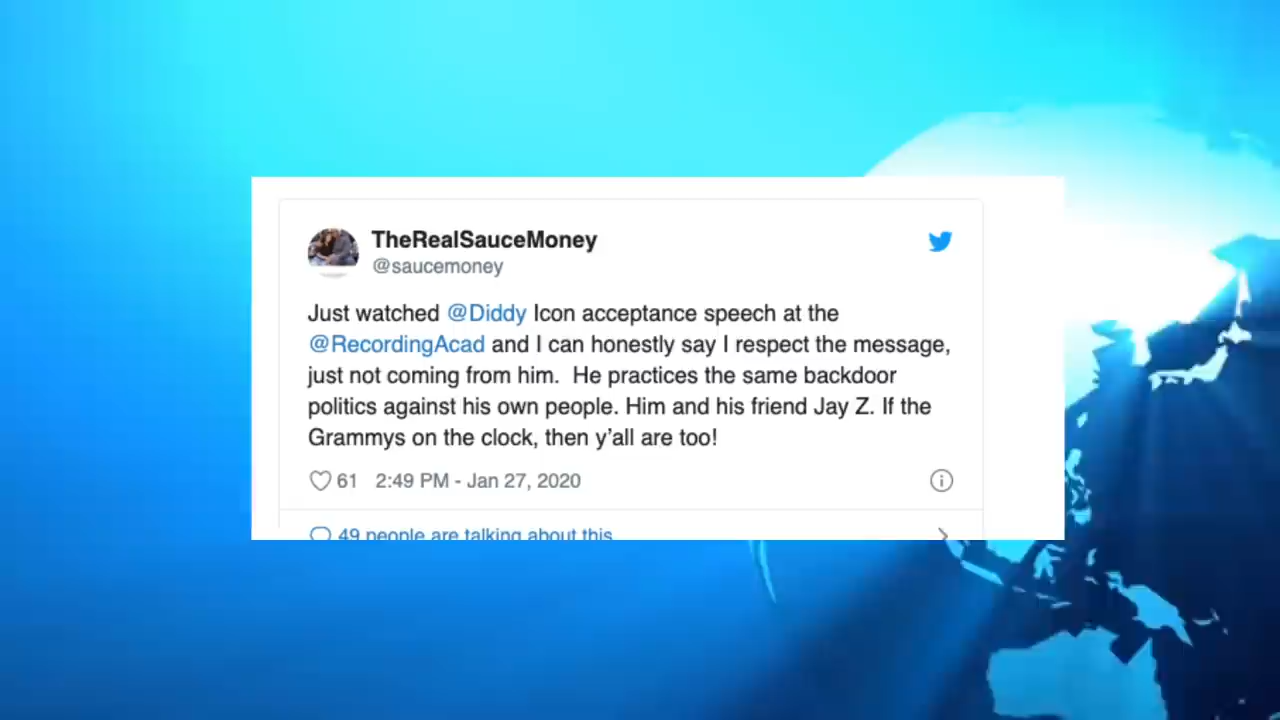 TheRealSauceMoney
@saucemoney
Just watched @Diddy Icon acceptance speech at the
@RecordingAcad and I can honestly say I respect the message,
just not coming from him.  He practices the same backdoor
politics against his own people. Him and his friend Jay Z. If the
Grammys on the clock, then y’all are too!
61 2:49 PM - Jan 27, 2020
49 people are talking about this